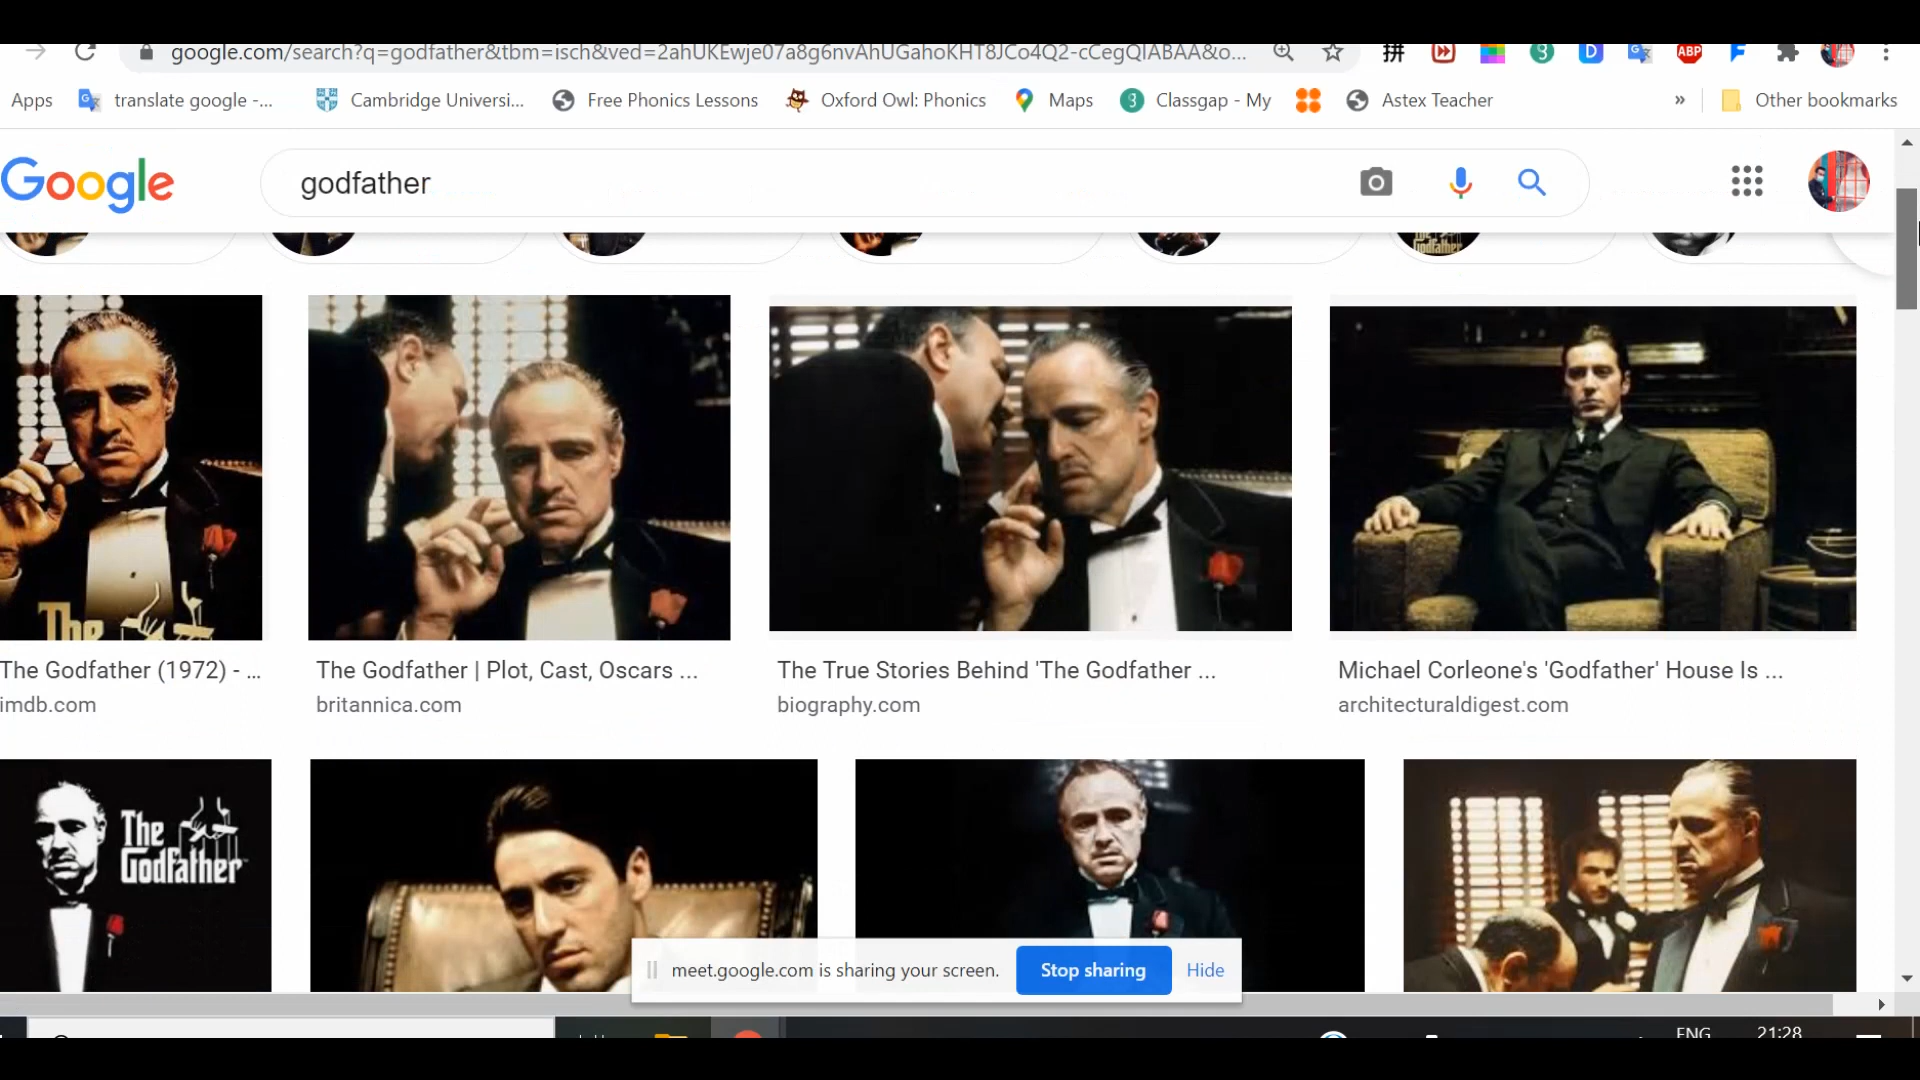 google.com/search?q=godfather&tbm=isch&ved=2ahUKEwje07a8g6nvAhUGahoKHT8JCo4Q2-cCegQIABAA&o...
Apps translate google -... Cambridge Universi... Free Phonics Lessons Oxford Owl: Phonics Maps Classgap - My Astex Teacher » Other bookmarks
Google godfather
The Godfather (1972) - ...
imdb.com
The Godfather | Plot, Cast, Oscars ...
britannica.com
The True Stories Behind 'The Godfather ...
biography.com
Michael Corleone's 'Godfather' House Is ...
architecturaldigest.com
The
The
Godfather
meet.google.com is sharing your screen. Stop sharing Hide
ENG 21:28